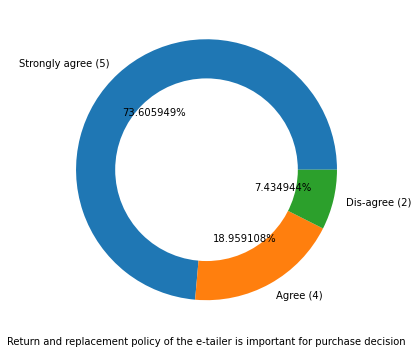 Strongly agree (5)
73.605949%
7.434944%
Dis-agree (2)
18.959108%
Agree (4)
Return and replacement policy of the e-tailer is important for purchase decision